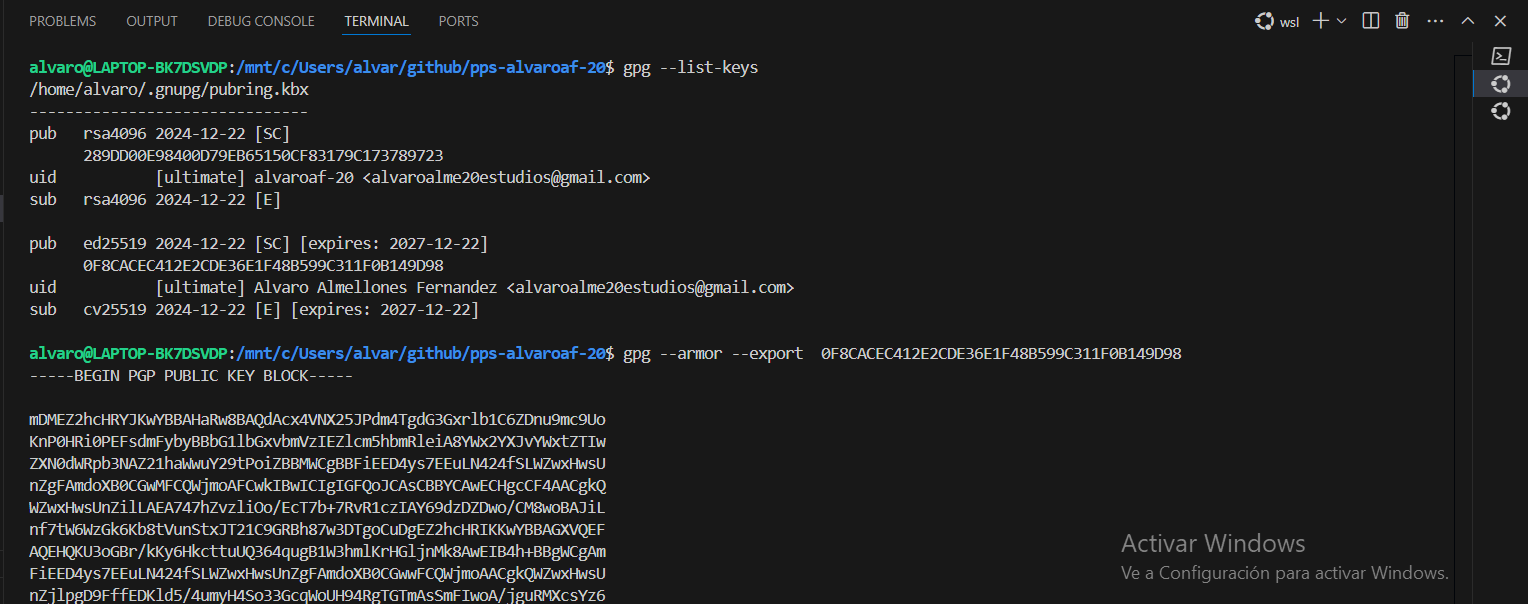 PROBLEMS OUTPUT DEBUG CONSOLE TERMINAL PORTS wsl
alvaro@LAPTOP-BK7DSVDP:/mnt/c/Users/alvar/github/pps-alvaroaf-20$ gpg --list-keys
/home/alvaro/.gnupg/pubring.kbx
-------------------------------
pub   rsa4096 2024-12-22 [SC]
      289DD00E98400D79EB65150CF83179C173789723
uid           [ultimate] alvaroaf-20 <alvaroalme20estudios@gmail.com>
sub   rsa4096 2024-12-22 [E]
pub   ed25519 2024-12-22 [SC] [expires: 2027-12-22]
      0F8CACEC412E2CDE36E1F48B599C311F0B149D98
uid           [ultimate] Alvaro Almellones Fernandez <alvaroalme20estudios@gmail.com>
sub   cv25519 2024-12-22 [E] [expires: 2027-12-22]
alvaro@LAPTOP-BK7DSVDP:/mnt/c/Users/alvar/github/pps-alvaroaf-20$ gpg --armor --export  0F8CACEC412E2CDE36E1F48B599C311F0B149D98
-----BEGIN PGP PUBLIC KEY BLOCK-----
mDMEZ2hcHRYJKwYBBAHaRw8BAQdAcx4VNX25JPdm4TgdG3Gxrlb1C6ZDnu9mc9Uo
KnP0HRi0PEFsdmFybyBBbG1lbGxvbmVzIEZlcm5hbmRleiA8YWx2YXJvYWxtZTIw
ZXN0dWRpb3NAZ21haWwuY29tPoiZBBMWCgBBFiEED4ys7EEuLN424fSLWZwxHwsU
nZgFAmdoXB0CGwMFCQWjmoAFCwkIBwICIgIGFQoJCAsCBBYCAwECHgcCF4AACgkQ
WZwxHwsUnZilLAEA747hZvzliOo/EcT7b+7RvR1czIAY69dzDZDwo/CM8woBAJiL
nf7tW6WzGk6Kb8tVunStxJT21C9GRBh87w3DTgoCuDgEZ2hcHRIKKwYBBAGXVQEF
AQEHQKU3oGBr/kKy6HkcttuUQ364qugB1W3hmlKrHGljnMk8AwEIB4h+BBgWCgAm
FiEED4ys7EEuLN424fSLWZwxHwsUnZgFAmdoXB0CGwwFCQWjmoAACgkQWZwxHwsU
nZjlpgD9FffEDKld5/4umyH4So33GcqWoUH94RgTGTmAsSmFIwoA/jguRMXcsYz6
Activar Windows
Ve a Configuración para activar Windows.